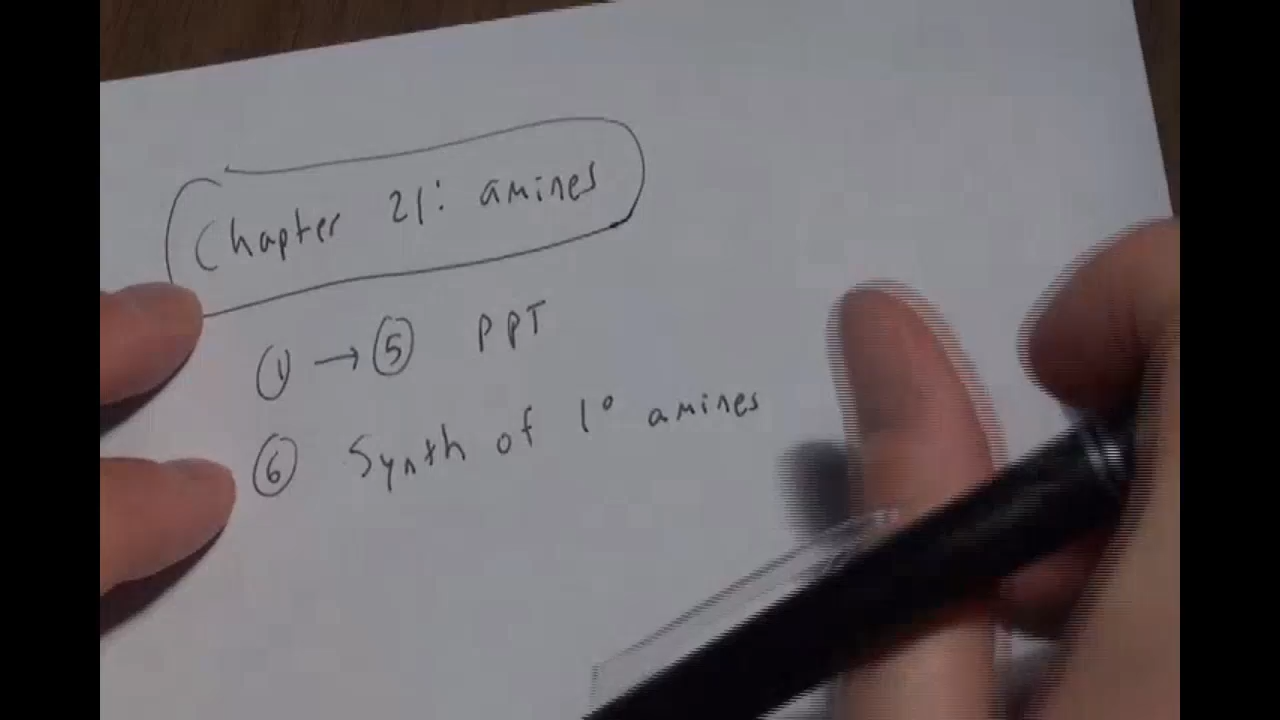 Chapter 21: amines
① → ⑤ PPT
⑥ Synth of 1° amines